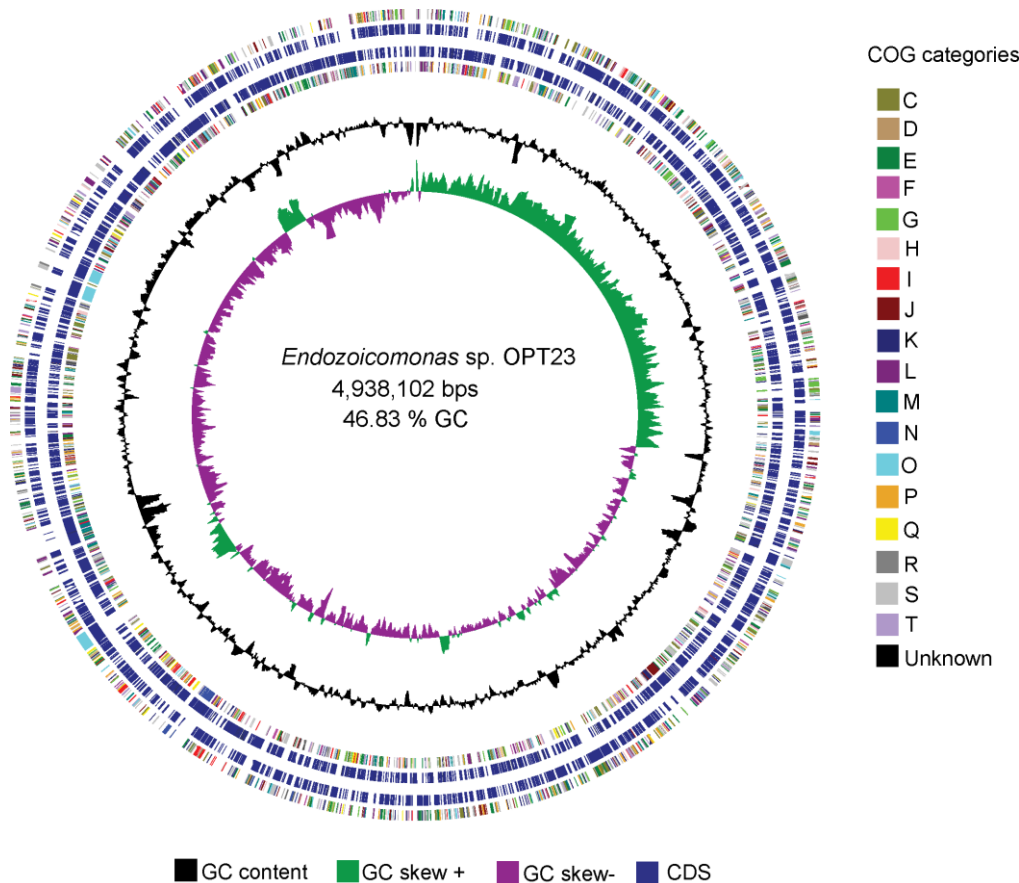 COG categories
C
D
E
F
G
H
I
J
K
L
M
N
O
P
Q
R
S
T
Unknown
Endozoicomonas sp. OPT23
4,938,102 bps
46.83 % GC
GC content
GC skew +
GC skew-
CDS